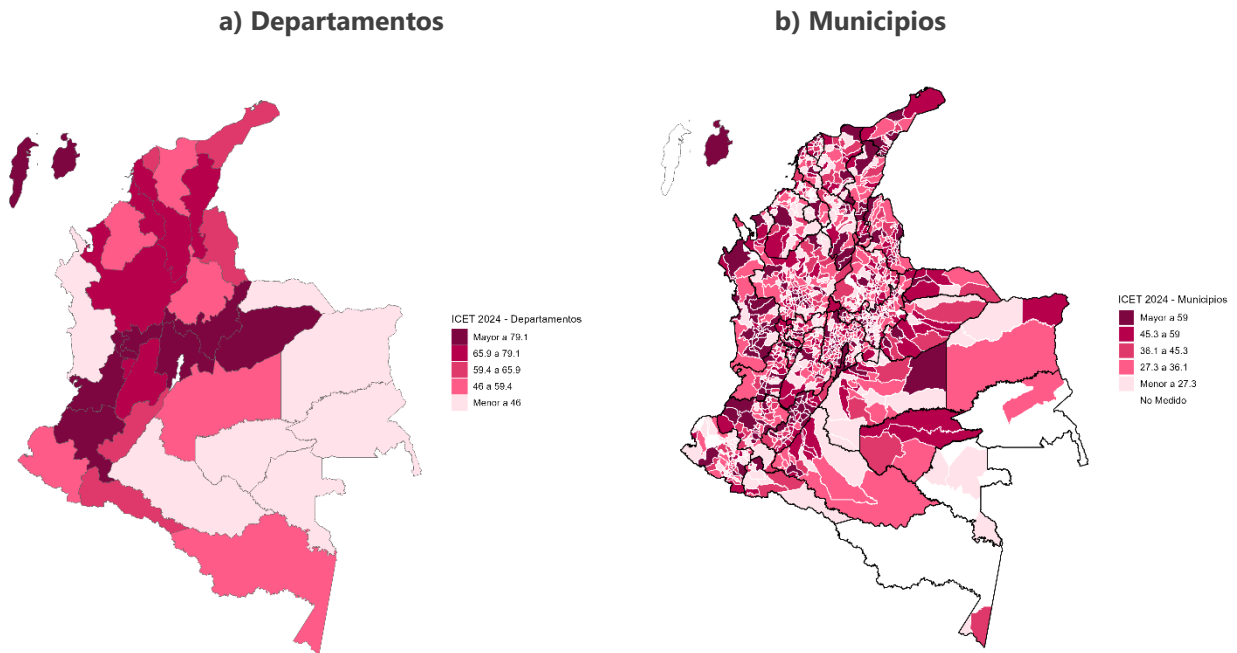 a) Departamentos
b) Municipios
ICET 2024 - Departamentos
Mayor a 79.1
65.9 a 79.1
59.4 a 65.9
46 a 59.4
Menor a 46
ICET 2024 - Municipios
Mayor a 59
45.3 a 59
36.1 a 45.3
27.3 a 36.1
Menor a 27.3
No Medido